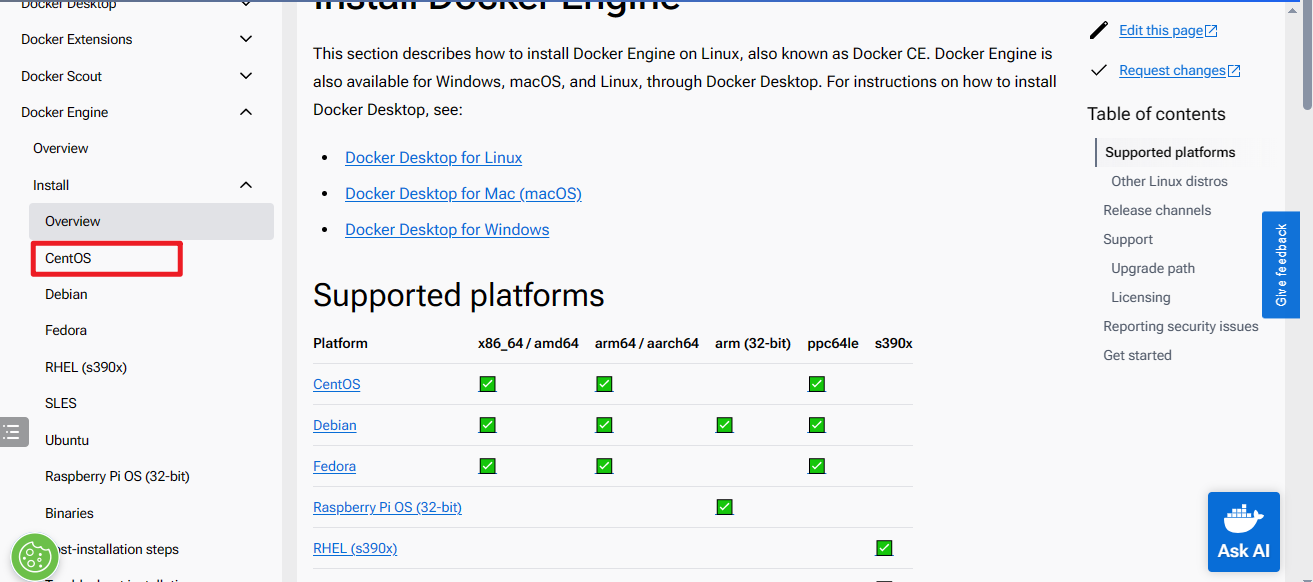 Docker Desktop
Docker Extensions
Docker Scout
Docker Engine
Overview
Install
Overview
CentOS
Debian
Fedora
RHEL (s390x)
SLES
Ubuntu
Raspberry Pi OS (32-bit)
Binaries
ost-installation steps
Install Docker Engine
This section describes how to install Docker Engine on Linux, also known as Docker CE. Docker Engine is
also available for Windows, macOS, and Linux, through Docker Desktop. For instructions on how to install
Docker Desktop, see:
• Docker Desktop for Linux
• Docker Desktop for Mac (macOS)
• Docker Desktop for Windows
Supported platforms
Platform x86_64 / amd64 arm64 / aarch64 arm (32-bit) ppc64le s390x
CentOS ✅ ✅ ✅
Debian ✅ ✅ ✅ ✅
Fedora ✅ ✅ ✅
Raspberry Pi OS (32-bit) ✅
RHEL (s390x) ✅
Edit this page
Request changes
Table of contents
Supported platforms
Other Linux distros
Release channels
Support
Upgrade path
Licensing
Reporting security issues
Get started
Give feedback
Ask AI